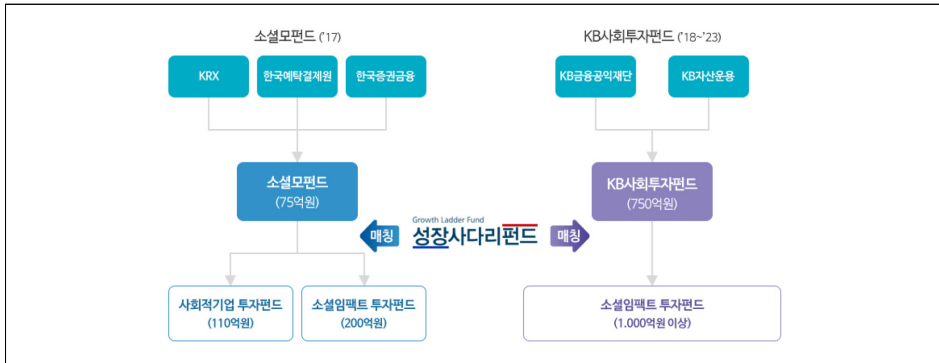 소셜모펀드 ('17)
KB사회투자펀드 ('18~'23)
KRX
한국예탁결제원
한국증권금융
KB금융공익재단
KB자산운용
소셜모펀드
(75억원)
KB사회투자펀드
(750억원)
매칭
Growth Ladder Fund
성장사다리펀드
매칭
사회적기업 투자펀드
(110억원)
소셜임팩트 투자펀드
(200억원)
소셜임팩트 투자펀드
(1.000억원 이상)